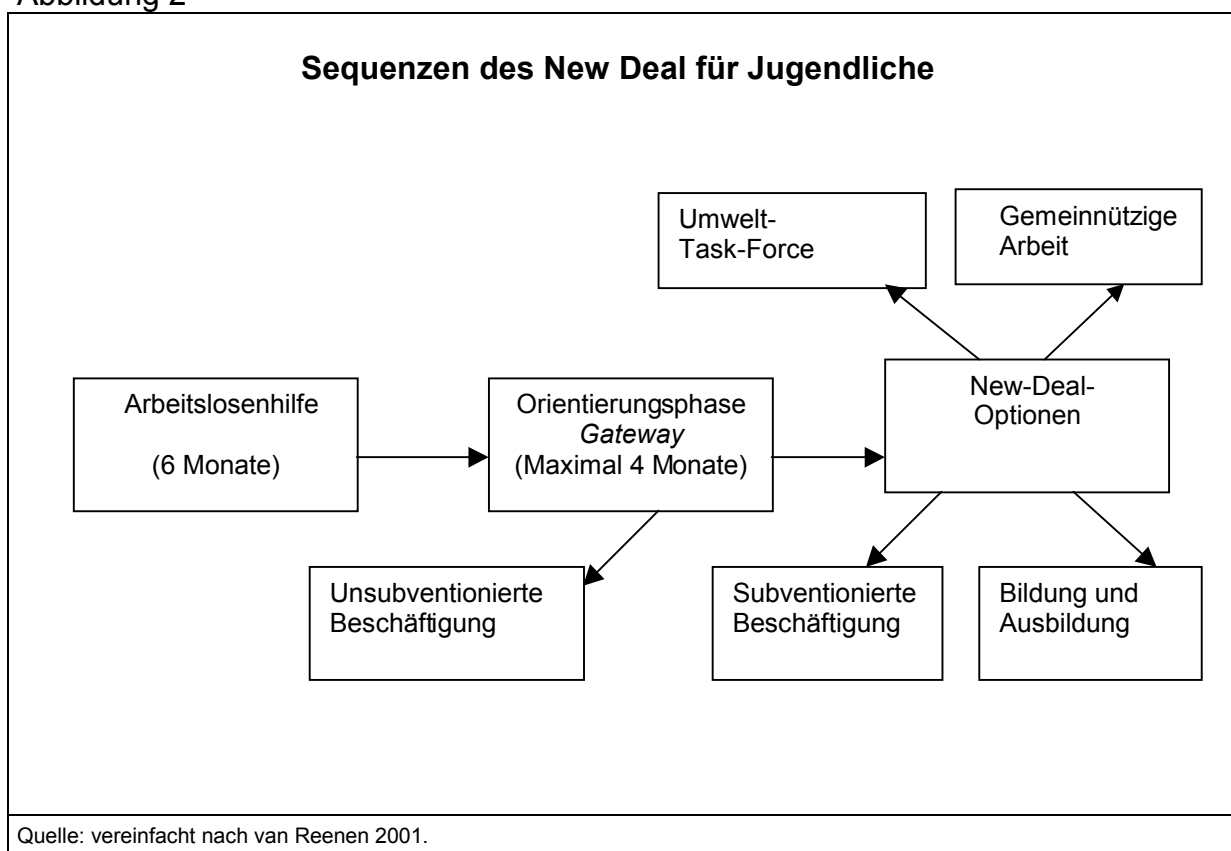 Abbildung 2
Sequenzen des New Deal für Jugendliche
Umwelt-
Task-Force
Gemeinnützige
Arbeit
Arbeitslosenhilfe
(6 Monate)
Orientierungsphase
Gateway
(Maximal 4 Monate)
New-Deal-
Optionen
Unsubventionierte
Beschäftigung
Subventionierte
Beschäftigung
Bildung und
Ausbildung
Quelle: vereinfacht nach van Reenen 2001.